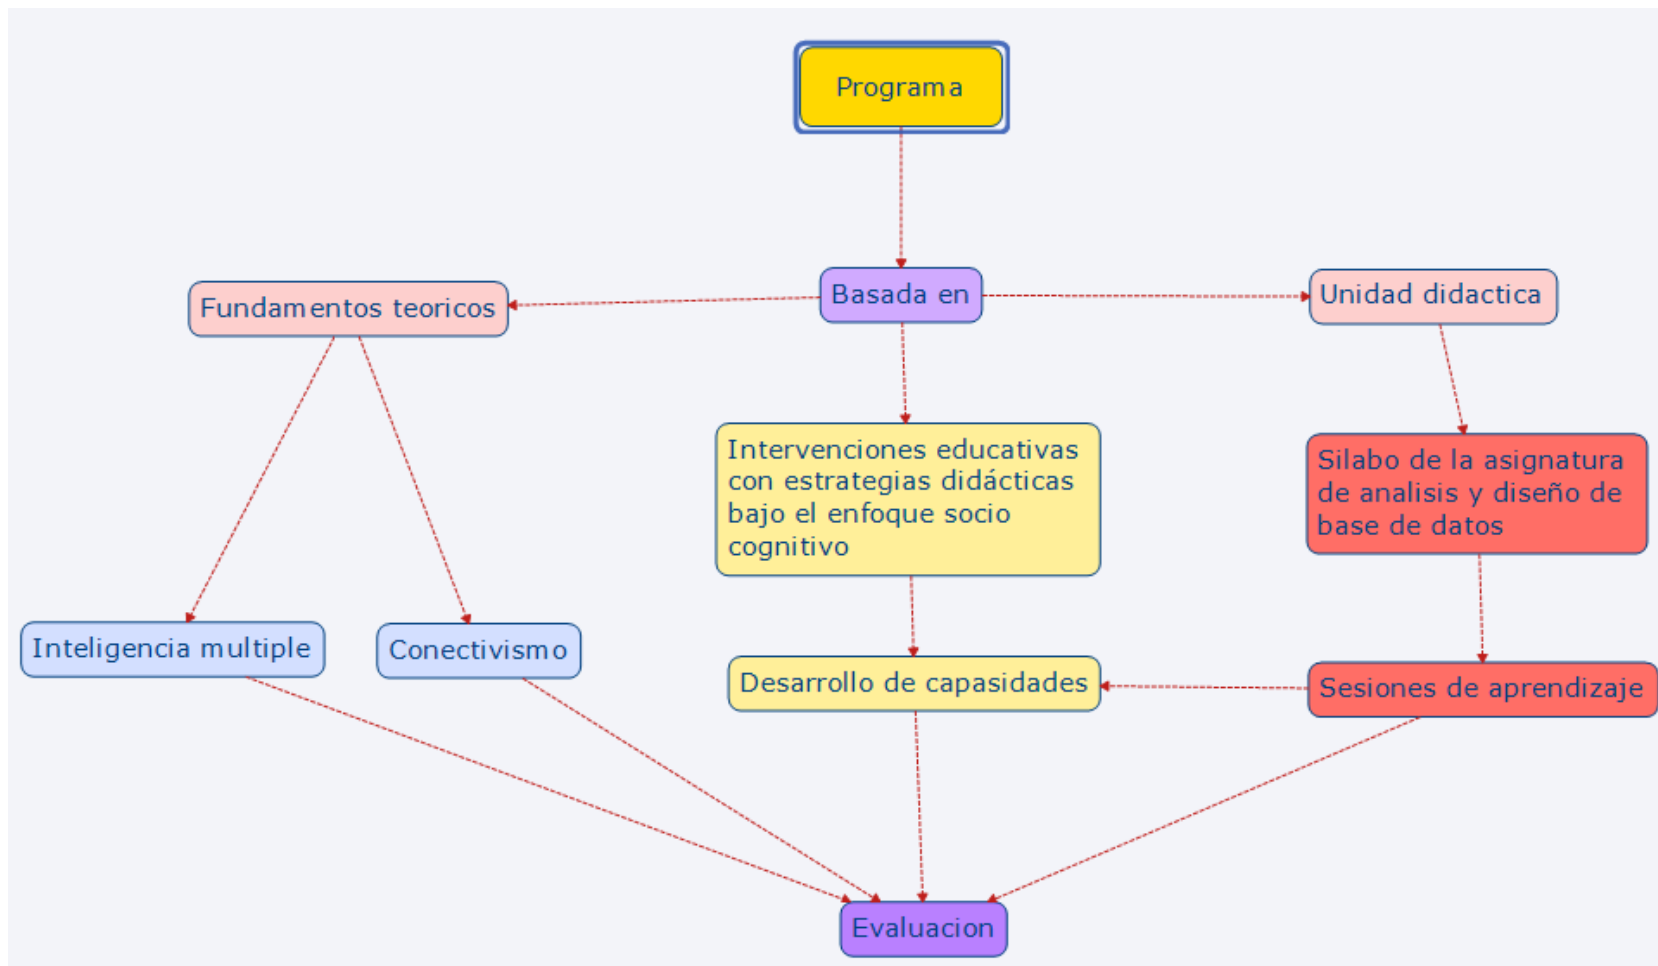 Programa
Fundamentos teoricos
Basada en
Unidad didactica
Intervenciones educativas
con estrategias didácticas
bajo el enfoque socio
cognitivo
Silabo de la asignatura
de analisis y diseño de
base de datos
Inteligencia multiple
Conectivismo
Desarrollo de capasidades
Sesiones de aprendizaje
Evaluacion